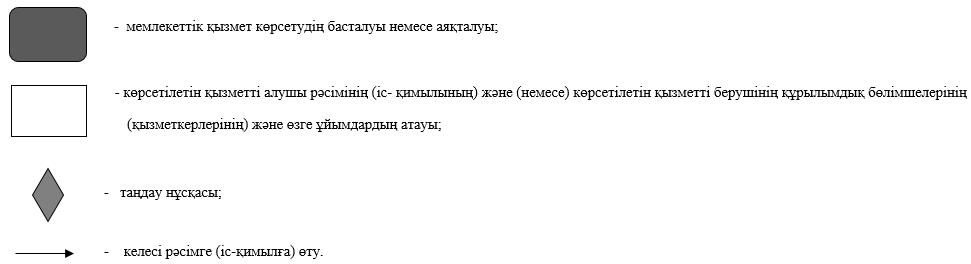 - мемлекеттік қызмет көрсетудің басталуы немесе аяқталуы;
- көрсетілетін қызметті алушы рәсімінің (іс- қимылының) және (немесе) көрсетілетін қызметті берушінің құрылымдық бөлімшелерінің
(қызметкерлерінің) және өзге ұйымдардың атауы;
- таңдау нұсқасы;
- келесі рәсімге (іс-қимылға) өту.